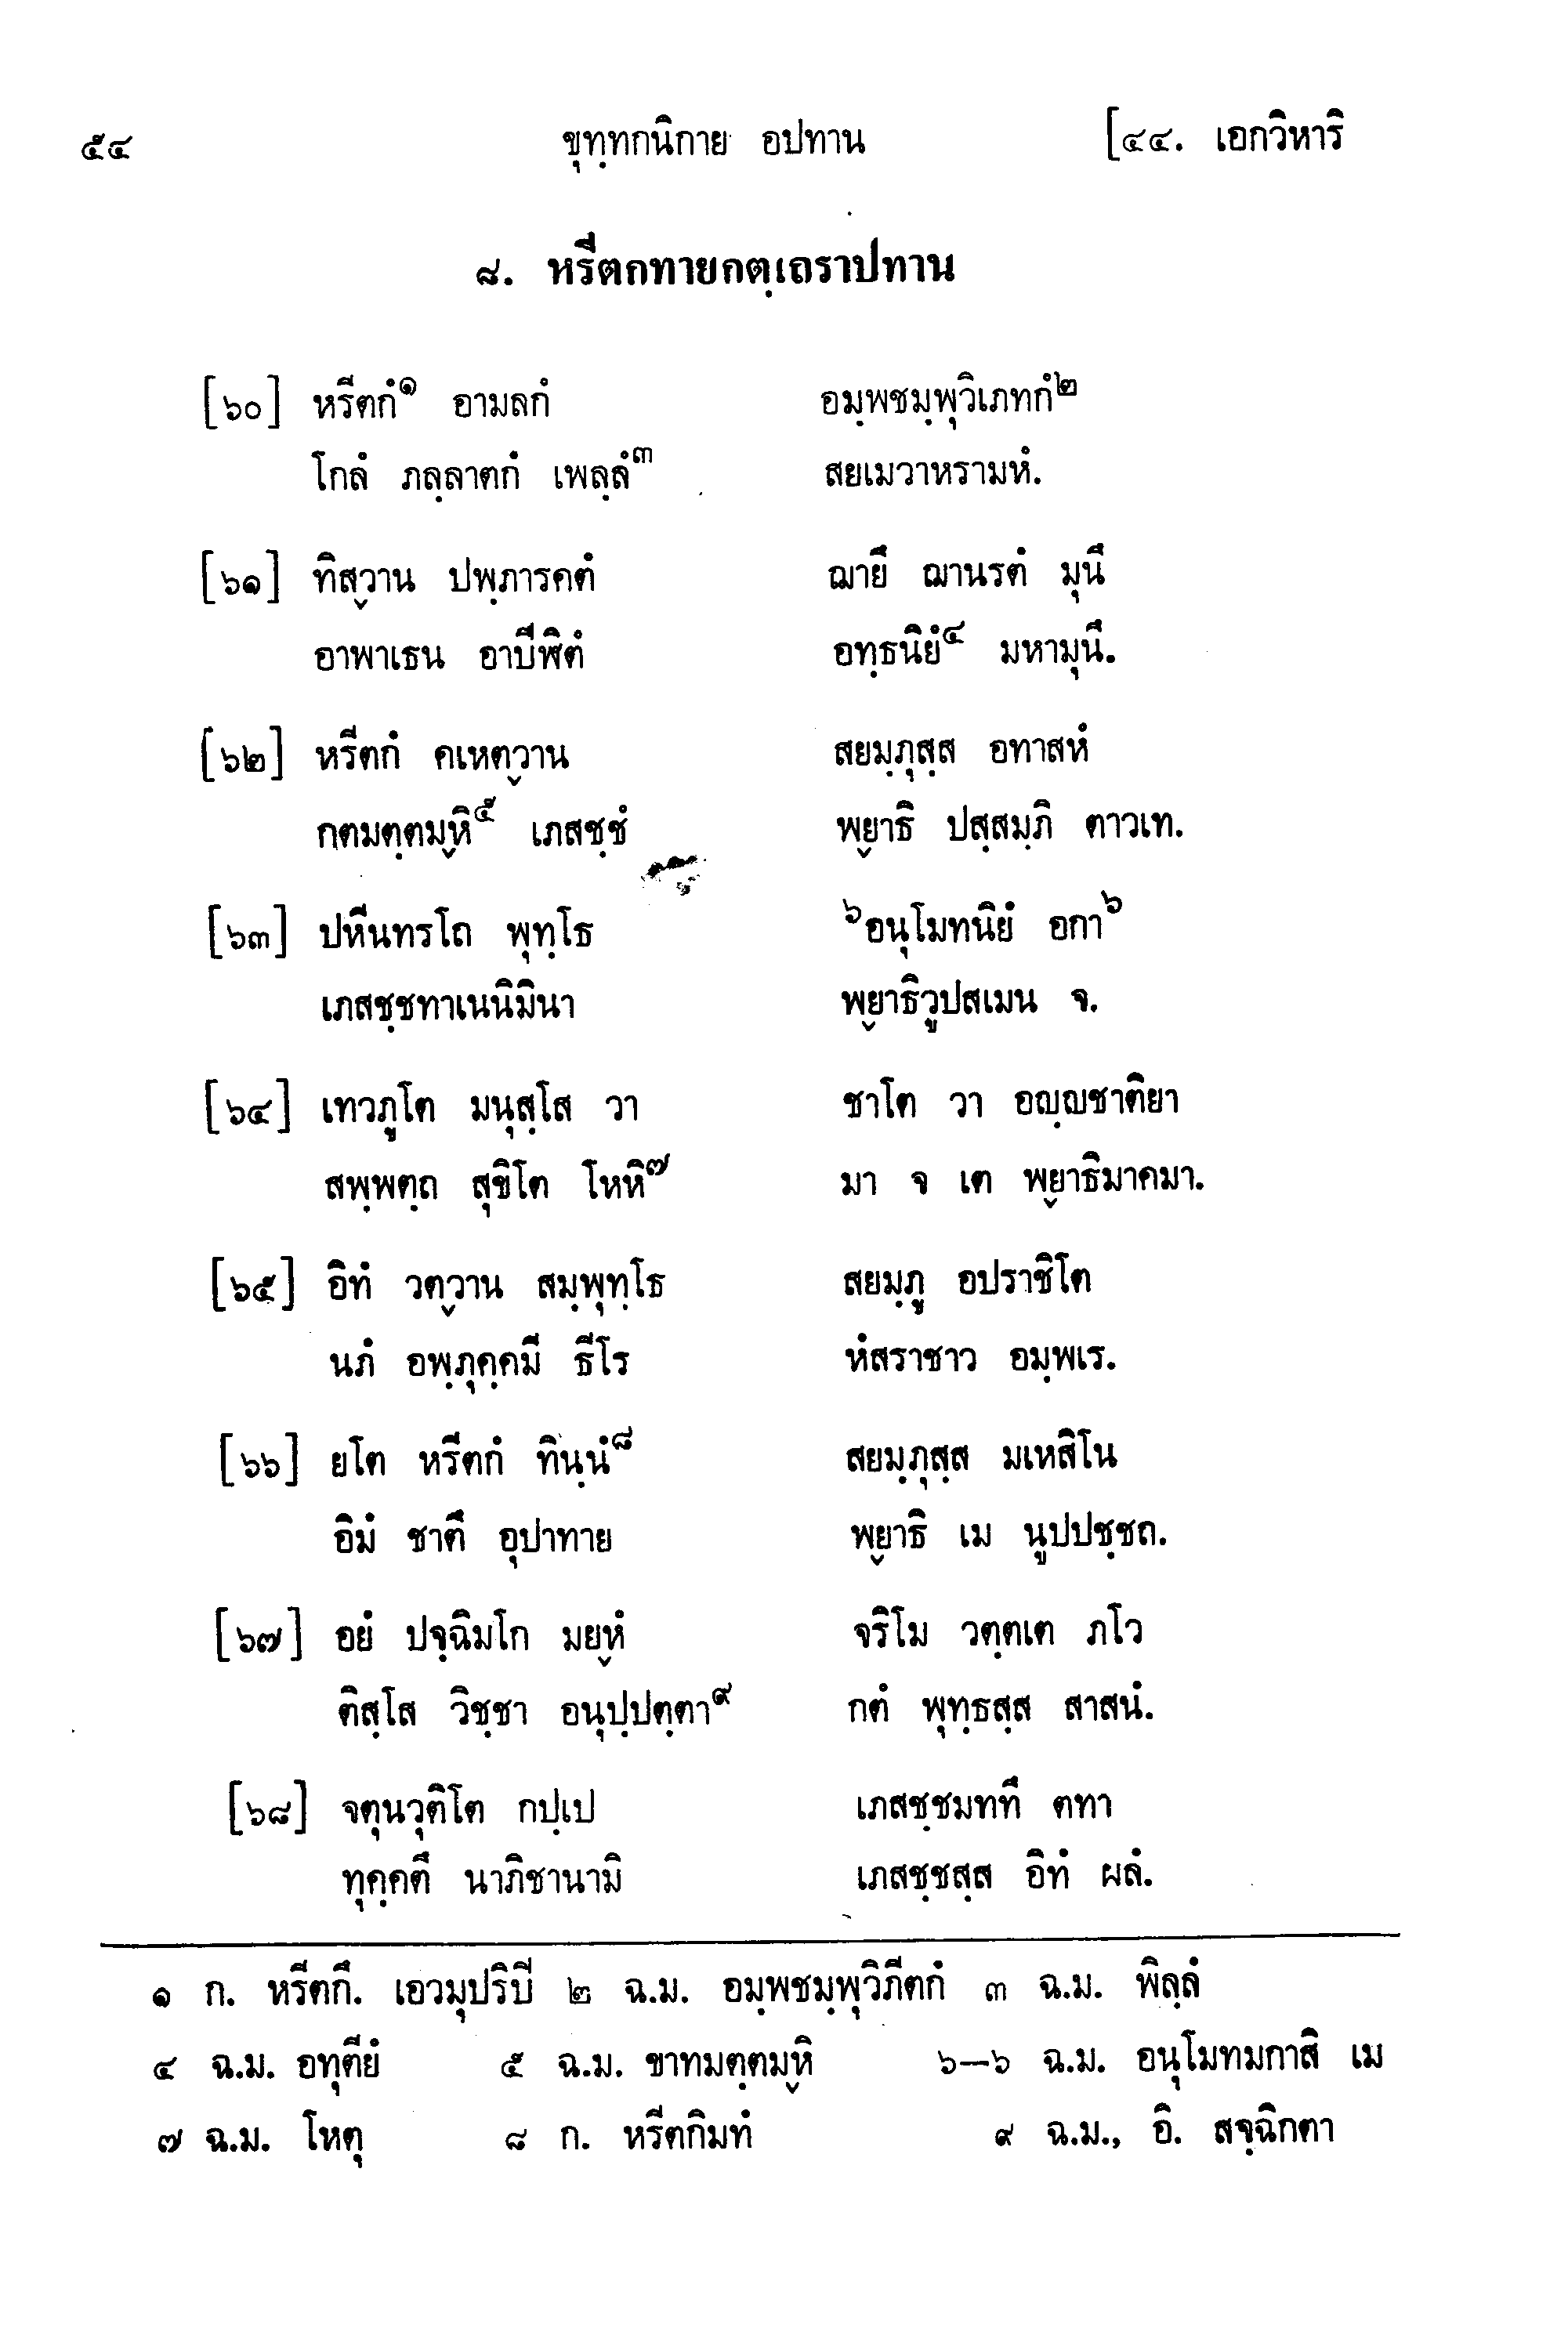 ๕๔ ขุทฺทกนิกาย อปทาน [๔๔. เอกวิหาริ
๘. หรีตกทายกตฺเถราปทาน
[๖๐] หรีตกํ๑ อามลกํ อมฺพชมฺพุวิเภทกํ๒
โกลํ ภลฺลาตกํ เพลฺลํ๓ สยเมวาหรามหํ.
[๖๑] ทิสฺวาน ปพฺภารคตํ ฌายึ ฌานรตํ มุนึ
อาพาเธน อาปีฬิตํ อทฺธนิยํ๔ มหามุนึ.
[๖๒] หรีตกํ คเหตฺวาน สยมฺภุสฺส อทาสหํ
กตมตฺตมฺหิ๕ เภสชฺชํ พฺยาธิ ปสฺสมฺภิ ตาวเท.
[๖๓] ปหีนทรโถ พุทฺโธ ๖อนุโมทนิยํ อกา๖
เภสชฺชทาเนนิมินา พฺยาธิวูปสเมน จ.
[๖๔] เทวภูโต มนุสฺโส วา ชาโต วา อญฺญชาติยา
สพฺพตฺถ สุขิโต โหหิ๗ มา จ เต พฺยาธิมาคมา.
[๖๕] อิทํ วตฺวาน สมฺพุทฺโธ สยมฺภู อปราชิโต
นภํ อพฺภุคฺคมี ธีโร หํสราชาว อมฺพเร.
[๖๖] ยโต หรีตกํ ทินฺนํ๘ สยมฺภุสฺส มเหสิโน
อิมํ ชาตึ อุปาทาย พฺยาธิ เม นูปปชฺชถ.
[๖๗] อยํ ปจฺฉิมโก มยฺหํ จริโม วตฺตเต ภโว
ติสฺโส วิชฺชา อนุปฺปตฺตา๙ กตํ พุทฺธสฺส สาสนํ.
[๖๘] จตุนวุติโต กปฺเป เภสชฺชมททึ ตทา
ทุคฺคตึ นาภิชานามิ เภสชฺชสฺส อิทํ ผลํ.
๑ ก. หรีตกึ. เอวมุปริปิ ๒ ฉ.ม. อมฺพชมฺพุวิภีตกํ ๓ ฉ.ม. พิลฺลํ
๔ ฉ.ม. อทุตียํ ๕ ฉ.ม. ขาทมตฺตมฺหิ ๖–๖ ฉ.ม. อนุโมทมกาสิ เม
๗ ฉ.ม. โหตุ ๘ ก. หรีตกิมทํ ๙ ฉ.ม., อิ. สจฺฉิกตา